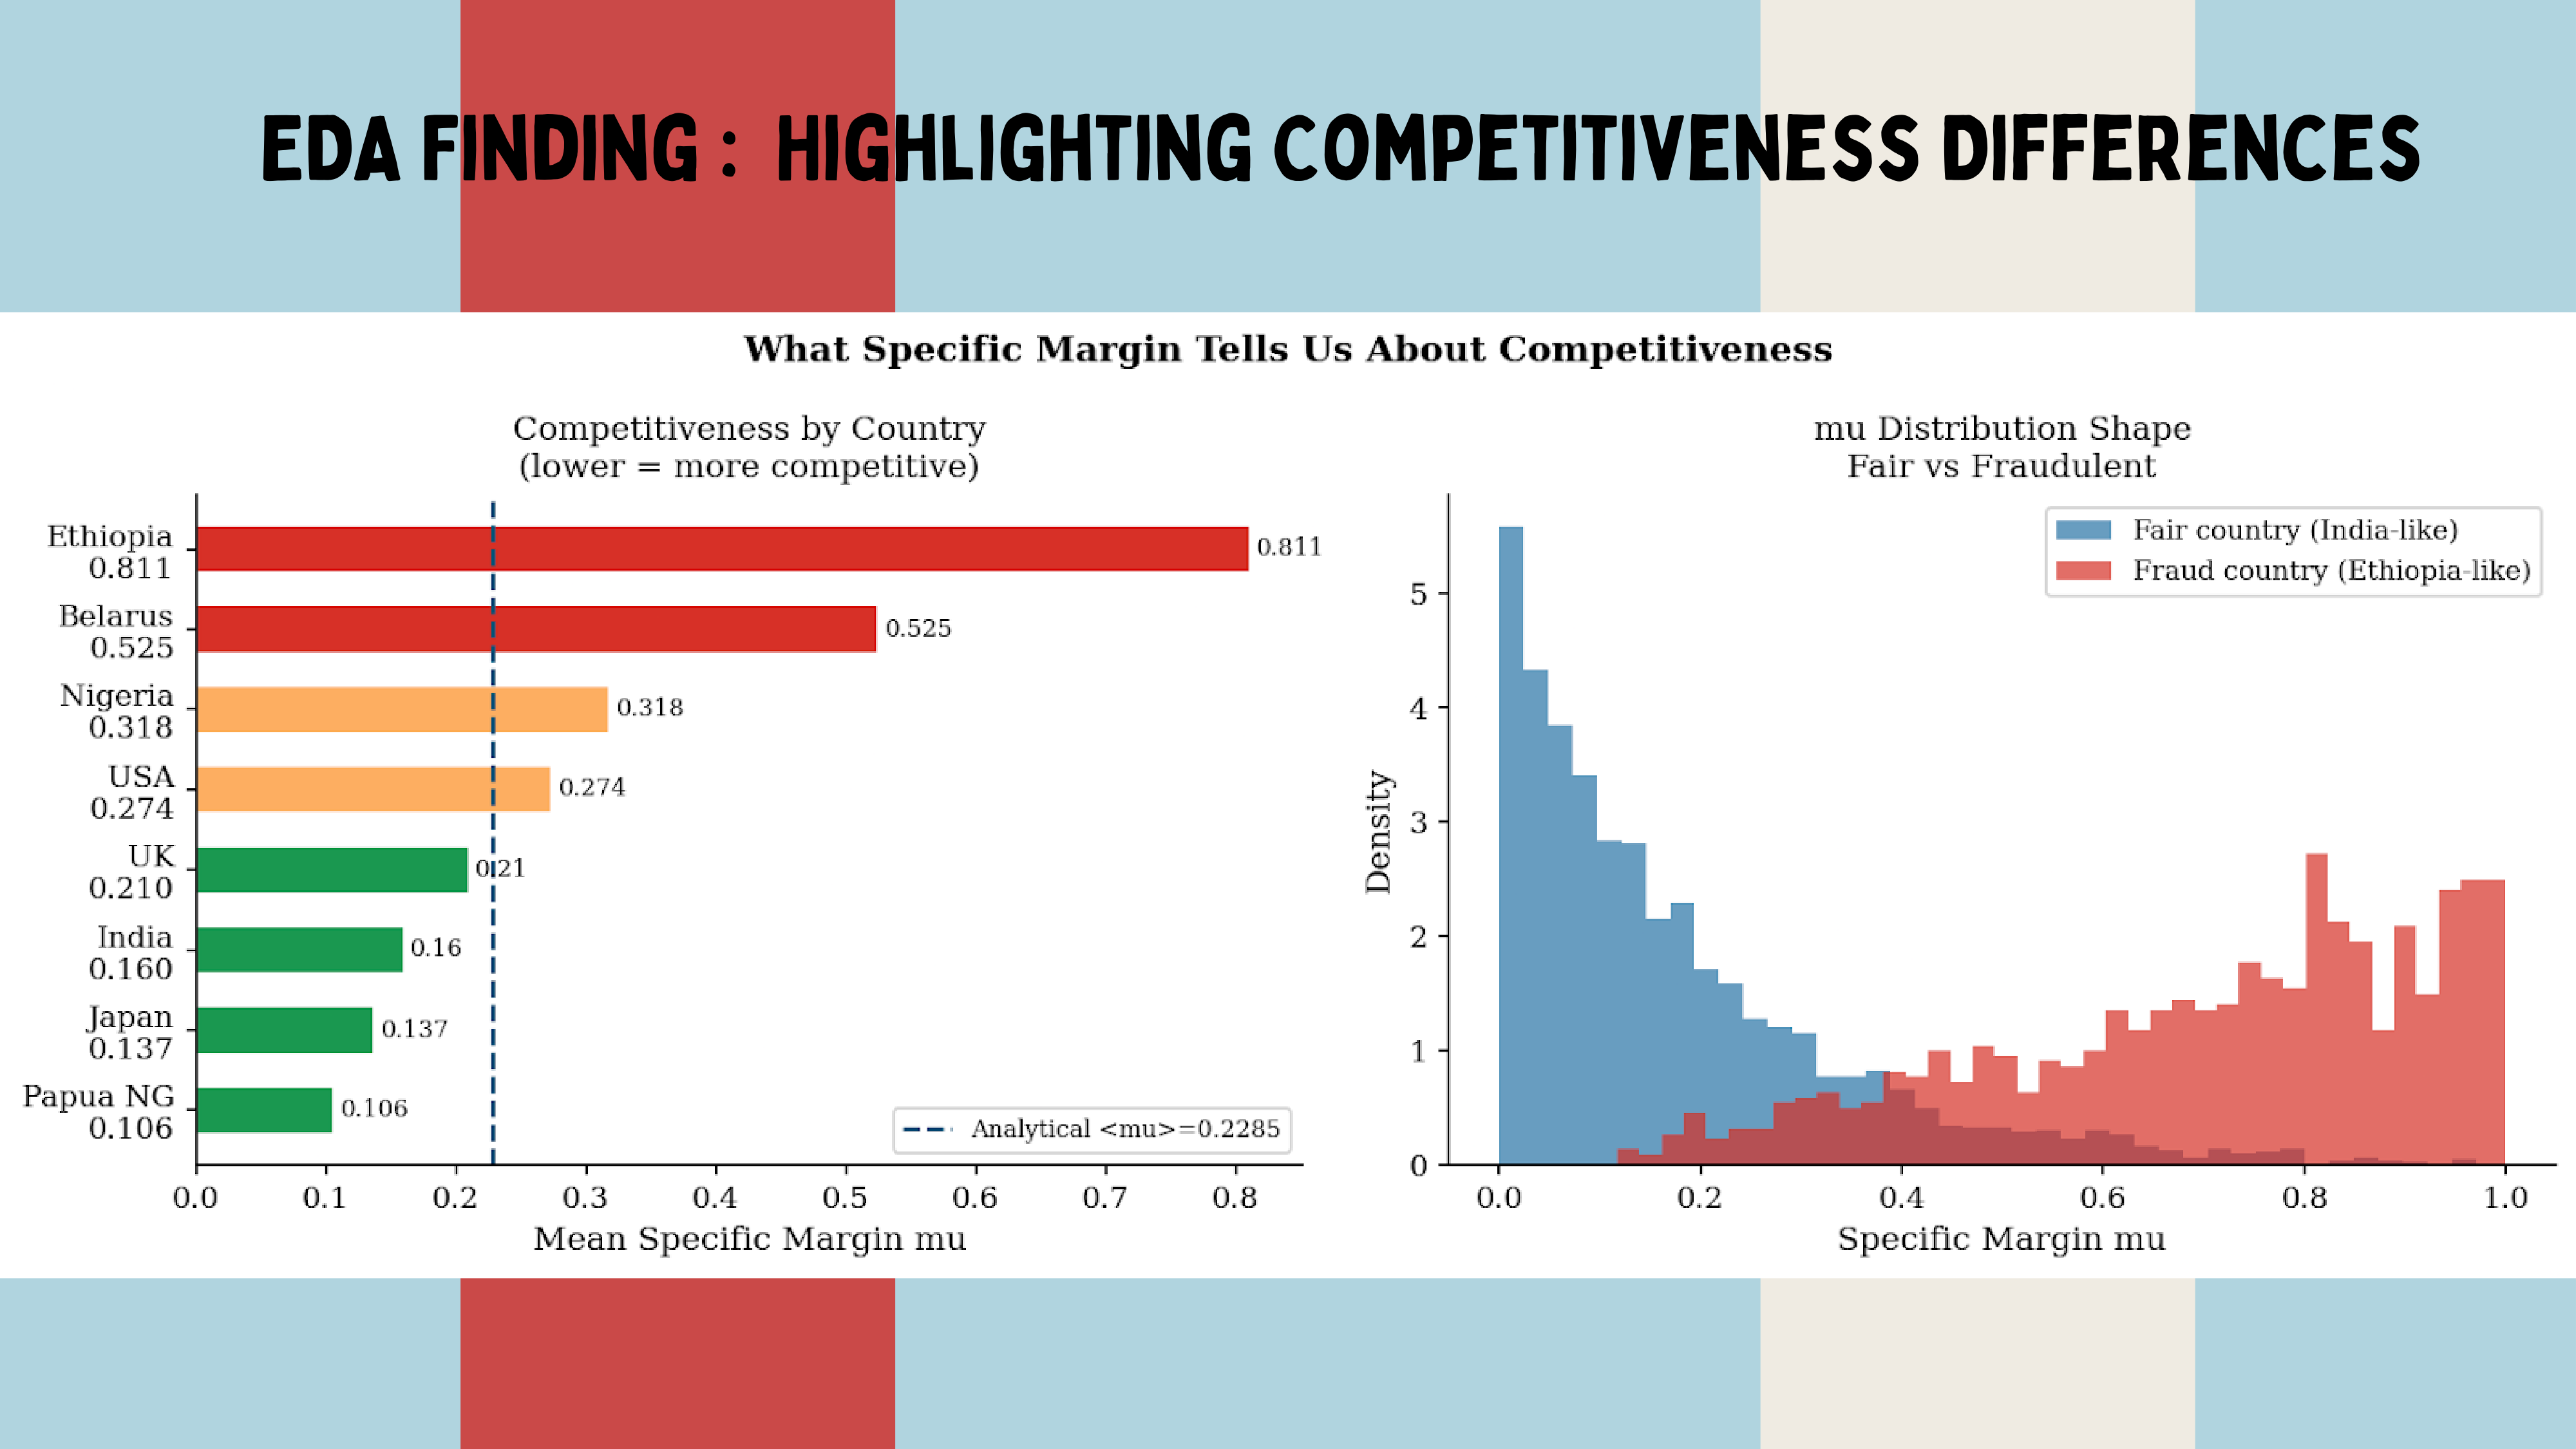 EDA FINDING : HIGHLIGHTING COMPETITIVENESS DIFFERENCES
What Specific Margin Tells Us About Competitiveness
Competitiveness by Country
(lower = more competitive)
Ethiopia
0.811
0.811
Belarus
0.525
0.525
Nigeria
0.318
0.318
USA
0.274
0.274
UK
0.210
0.21
India
0.160
0.16
Japan
0.137
0.137
Papua NG
0.106
0.106
Analytical <mu>=0.2285
0.0 0.1 0.2 0.3 0.4 0.5 0.6 0.7 0.8
Mean Specific Margin mu
mu Distribution Shape
Fair vs Fraudulent
Fair country (India-like)
Fraud country (Ethiopia-like)
Density
5
4
3
2
1
0
0.0 0.2 0.4 0.6 0.8 1.0
Specific Margin mu